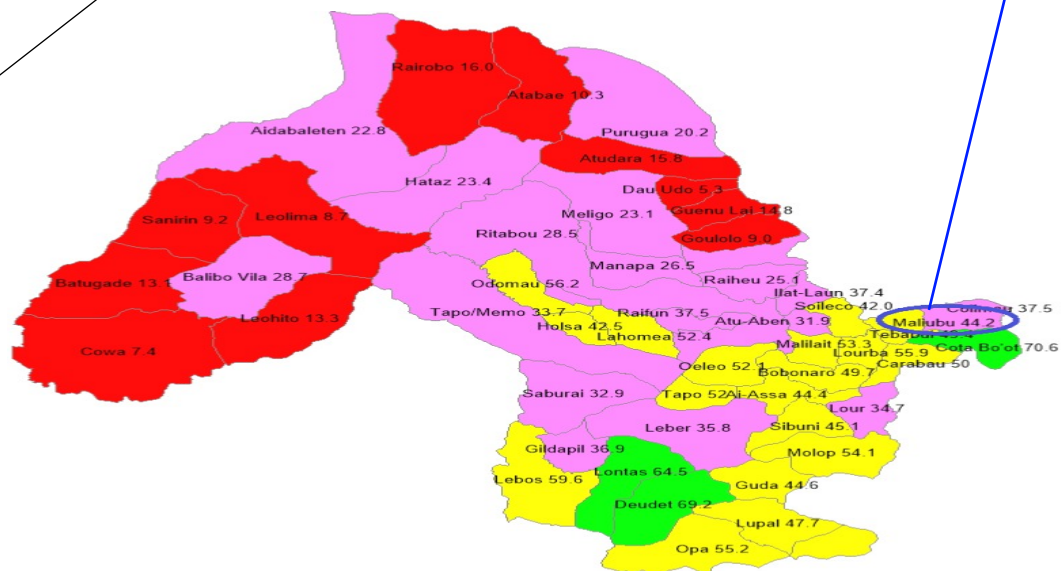 Rairobo 16.0
Atabae 10.3
Aidabaleten 22.8
Purugua 20.2
Atudara 15.8
Hataz 23.4
Dau Udo 5.3
Sanirin 9.2
Leolima 8.7
Meligo 23.1
Guenu Lai 14.8
Ritabou 28.5
Goulolo 9.0
Manapa 26.5
Batugade 13.1
Balibo Vila 28.7
Odomau 56.2
Raiheu 25.1
Ilat-Laun 37.4
Soileco 42.0
Colimau 37.5
Tapo/Memo 33.7
Raifun 37.5
Atu-Aben 31.9
Maliubu 44.2
Leohito 13.3
Holsa 42.5
Lahomea 52.4
Malilait 53.3
Cota Bo'ot 70.6
Cowa 7.4
Lourba 55.9
Oeleo 52.1
Bobonaro 49.7
Carabau 50
Saburai 32.9
Tapo 52
Ai-Assa 44.4
Lour 34.7
Leber 35.8
Sibuni 45.1
Gildapil 36.9
Molop 54.1
Lebos 59.6
Lontas 64.5
Guda 44.6
Deudet 69.2
Lupal 47.7
Opa 55.2